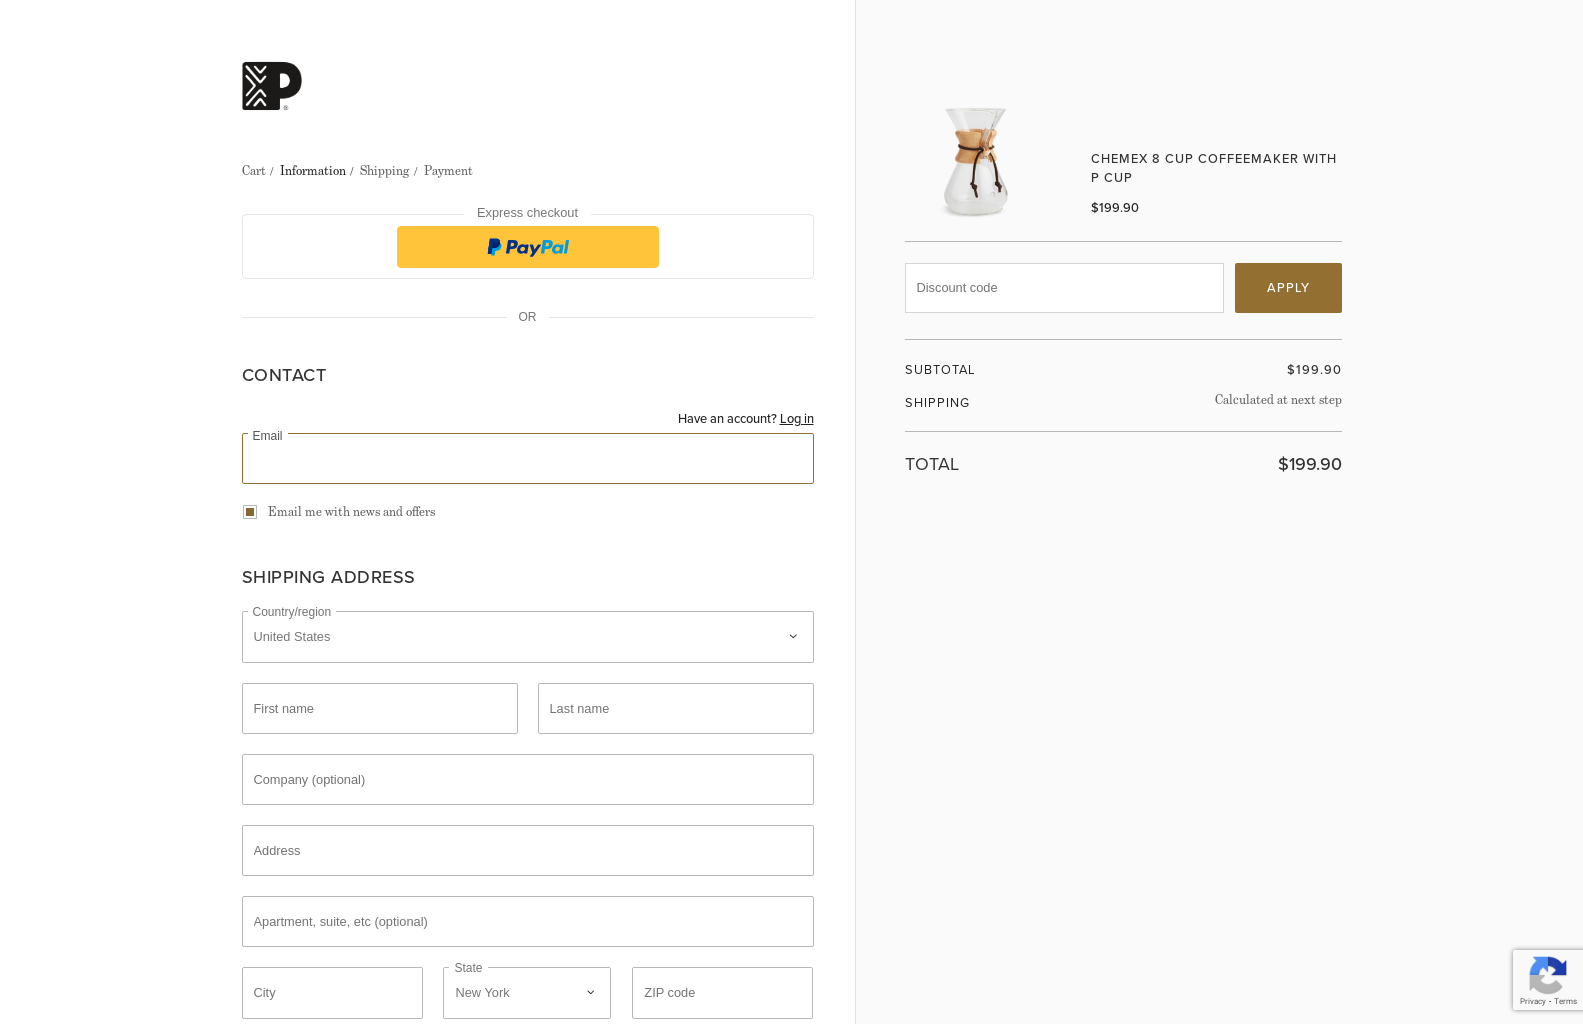 P
®
Cart / Information / Shipping / Payment
Express checkout
PayPal
OR
CONTACT
Have an account? Log in
Email
Email me with news and offers
SHIPPING ADDRESS
Country/region
United States
First name
Last name
Company (optional)
Address
Apartment, suite, etc (optional)
City
State
New York
ZIP code
CHEMEX 8 CUP COFFEEMAKER WITH
P CUP
$199.90
Discount code
APPLY
SUBTOTAL $199.90
SHIPPING Calculated at next step
TOTAL $199.90
Privacy - Terms